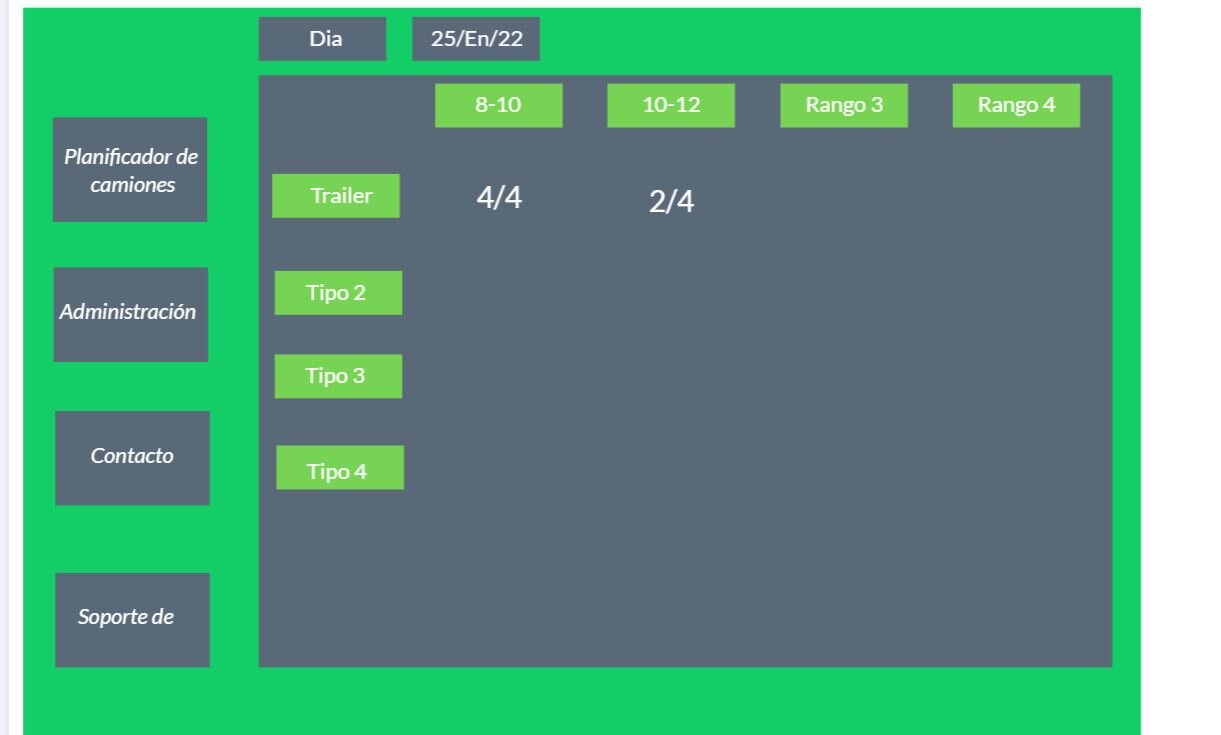 Dia 25/En/22
8-10 10-12 Rango 3 Rango 4
Planificador de
camiones
Trailer 4/4 2/4
Tipo 2
Administración
Tipo 3
Contacto
Tipo 4
Soporte de